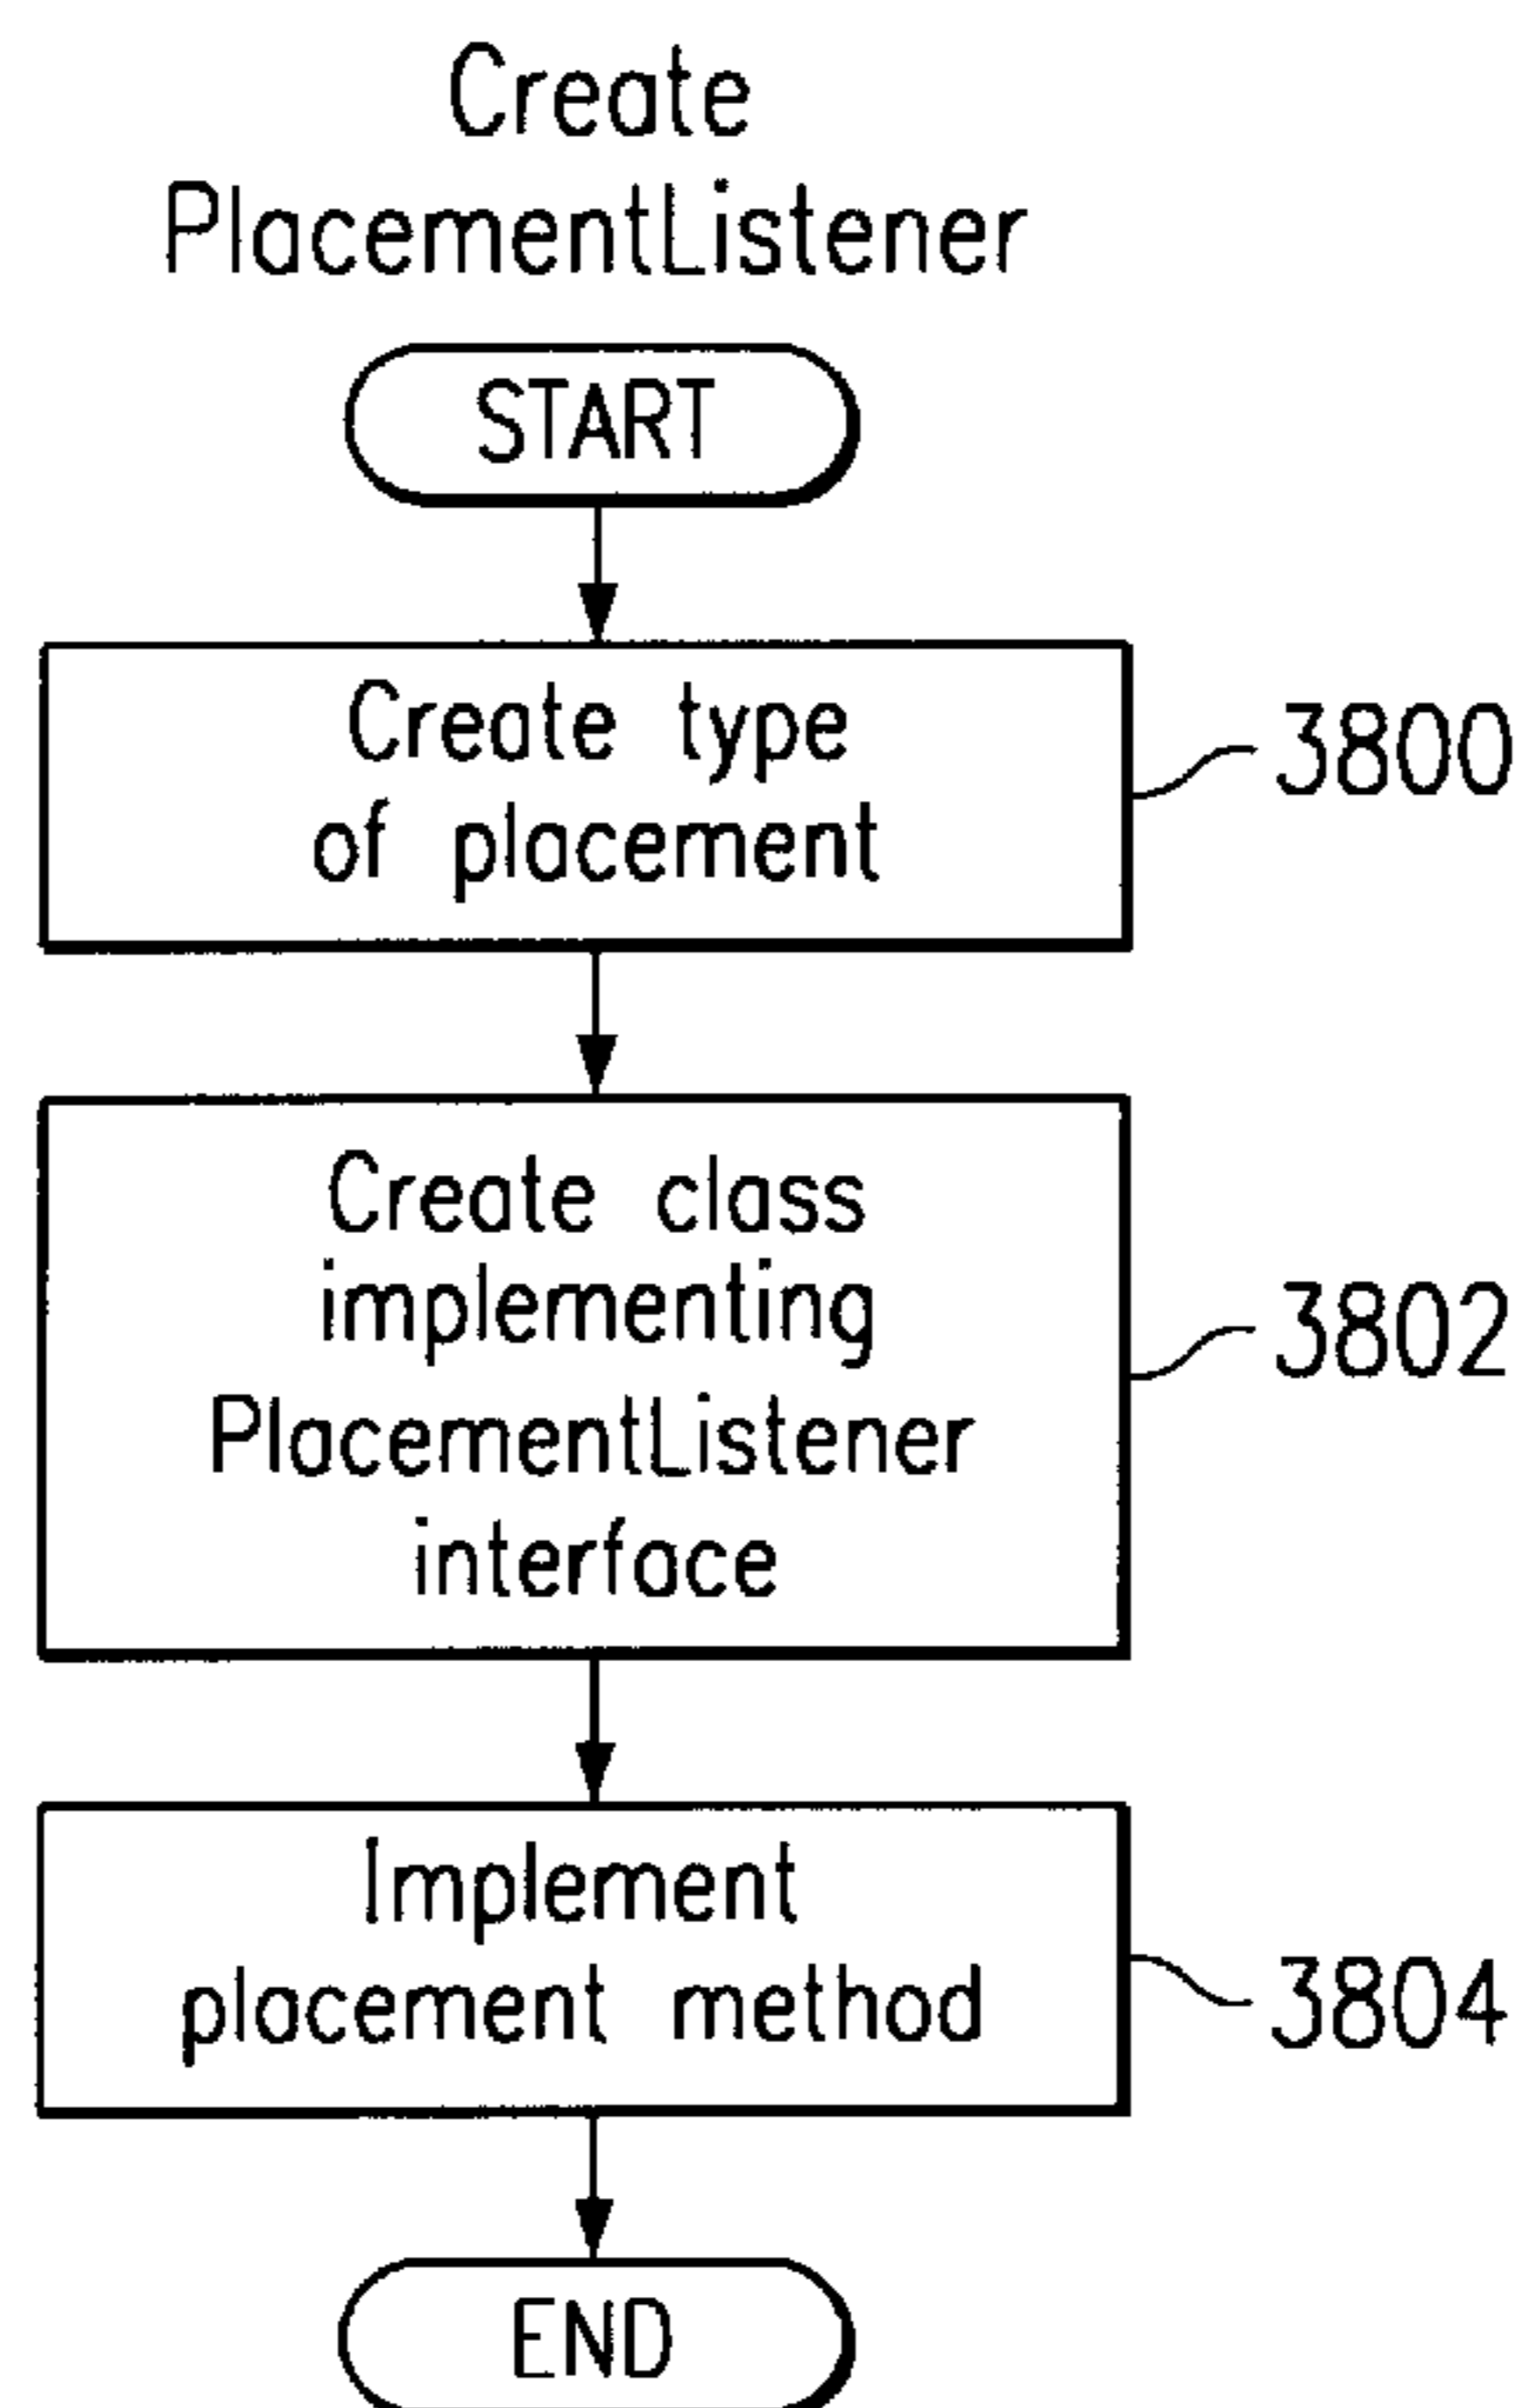 Create
PlacementListener
START
Create type
of placement
3800
Create class
implementing
PlacementListener
interface
3802
Implement
placement method
3804
END